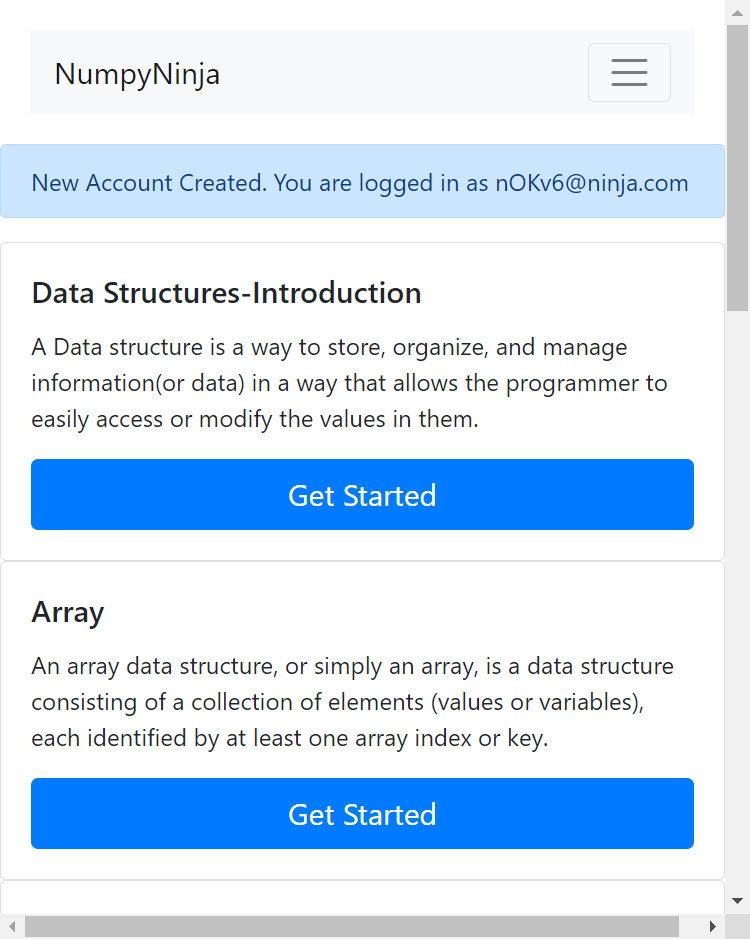 NumpyNinja
New Account Created. You are logged in as nOKv6@ninja.com
Data Structures-Introduction
A Data structure is a way to store, organize, and manage
information(or data) in a way that allows the programmer to
easily access or modify the values in them.
Get Started
Array
An array data structure, or simply an array, is a data structure
consisting of a collection of elements (values or variables),
each identified by at least one array index or key.
Get Started